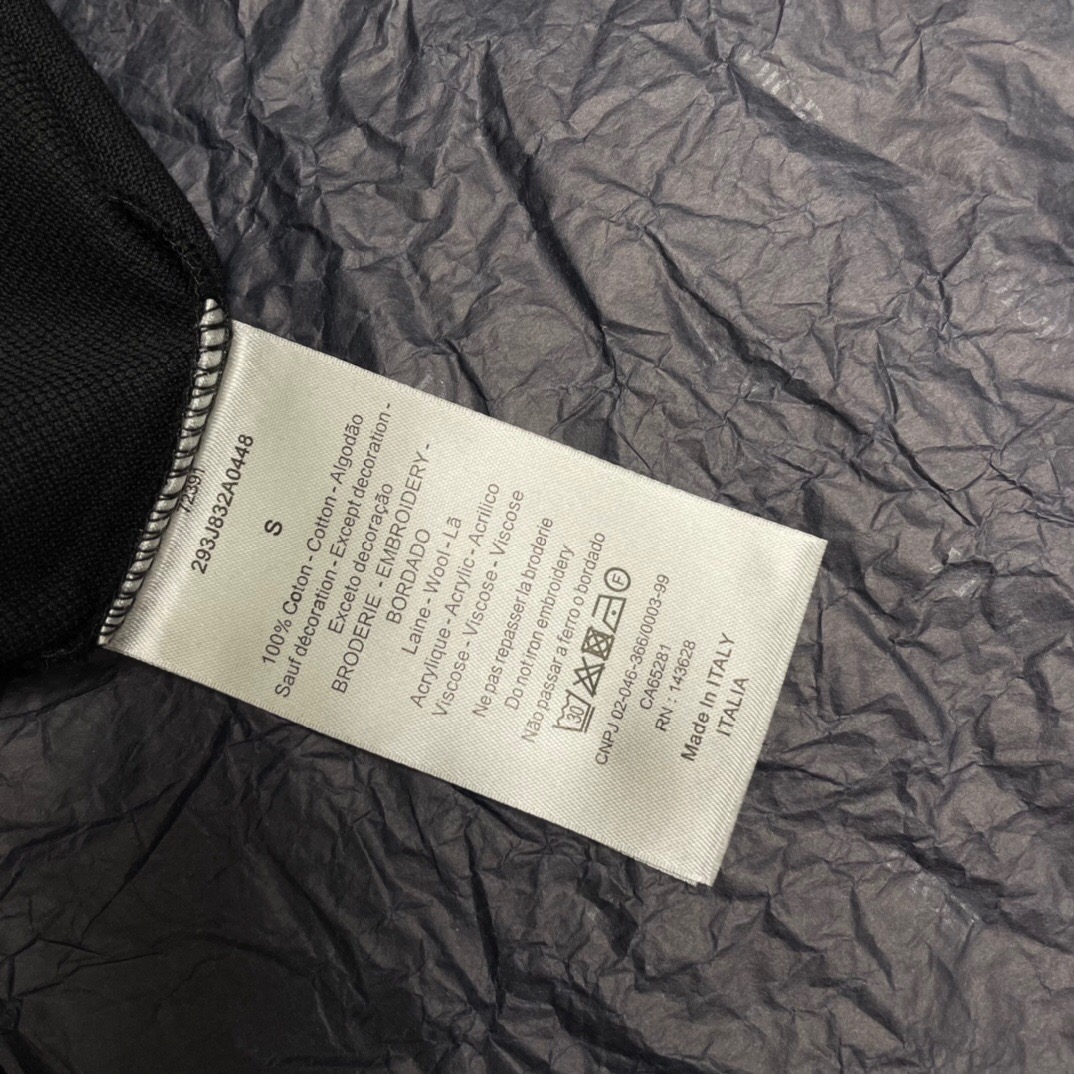 293J832A0448
S
100% Coton - Cotton - Algodão
Sauf décoration - Except decoration -
Exceto decoração
BRODERIE - EMBROIDERY -
BORDADO
Laine - Wool - Lã
Acrylique - Acrylic - Acrílico
Viscose - Viscose - Viscose
Ne pas repasser la broderie
Do not iron embroidery
Não passar a ferro o bordado
30 E
CNPJ 02-046-366/0003-99
CA65281
RN : 143628
Made In ITALY
ITALIA